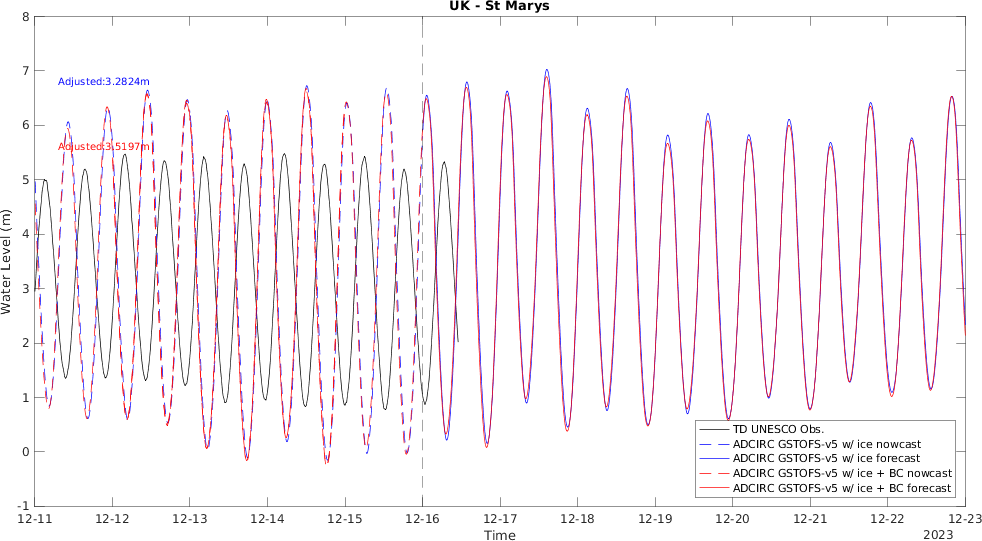 UK - St Marys
8
7
6
5
4
3
2
1
0
-1
Water Level (m)
Adjusted:3.2824m
Adjusted:3.5197m
TD UNESCO Obs.
ADCIRC GSTOFS-v5 w/ ice nowcast
ADCIRC GSTOFS-v5 w/ ice forecast
ADCIRC GSTOFS-v5 w/ ice + BC nowcast
ADCIRC GSTOFS-v5 w/ ice + BC forecast
12-11 12-12 12-13 12-14 12-15 12-16 12-17 12-18 12-19 12-20 12-21 12-22 12-23
Time
2023